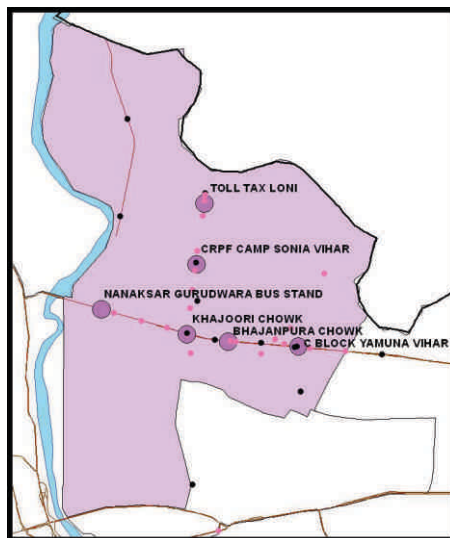 TOLL TAX LONI
CRPF CAMP SONIA VIHAR
NANAKSAR GURUDWARA BUS STAND
KHAJOORI CHOWK
BHAJANPURA CHOWK
C BLOCK YAMUNA VIHAR